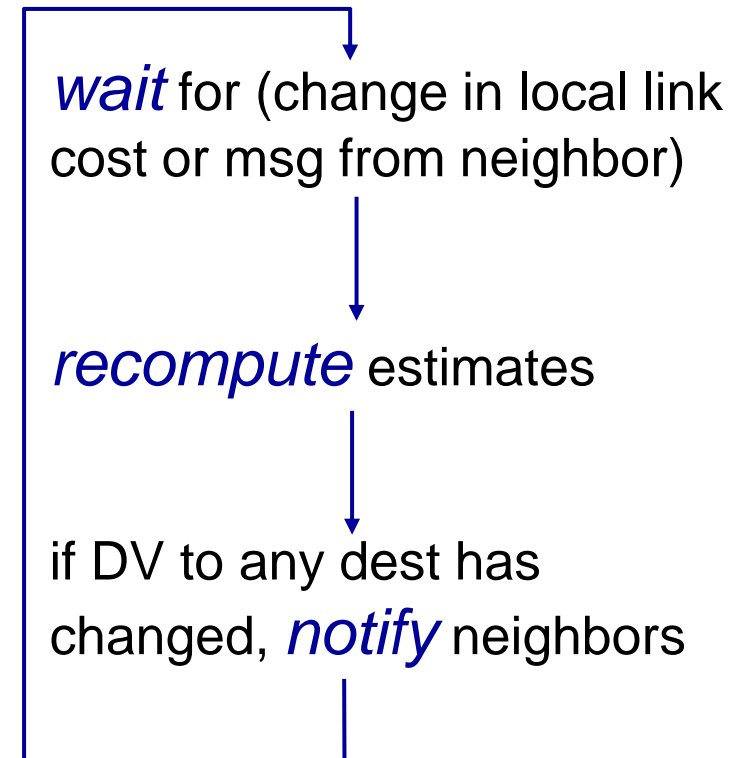 wait for (change in local link
cost or msg from neighbor)
recompute estimates
if DV to any dest has
changed, notify neighbors